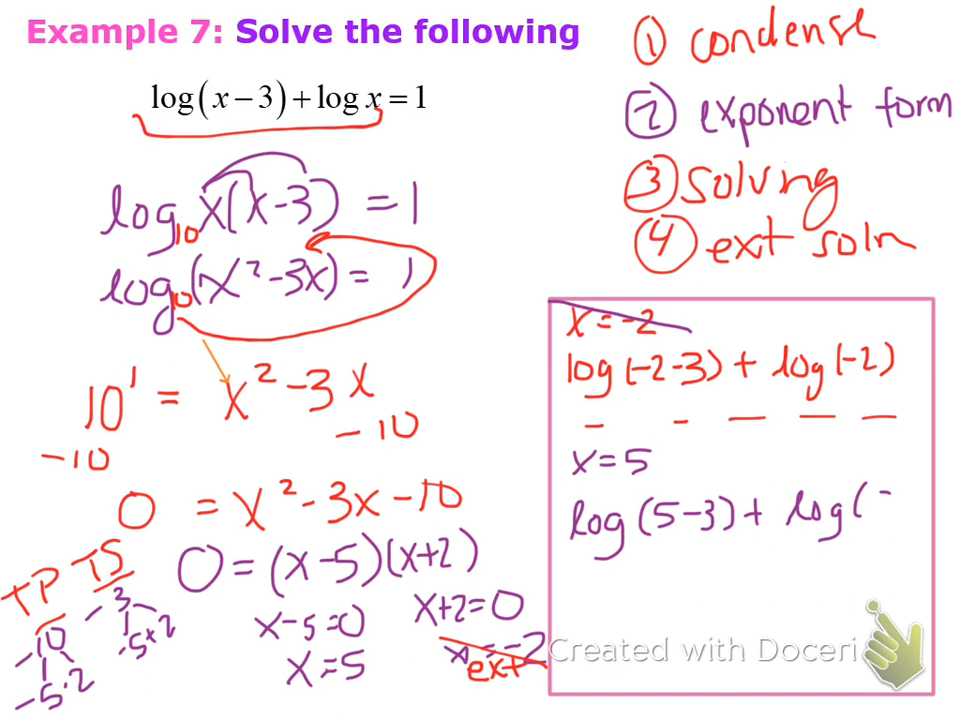 Example 7: Solve the following
log(x − 3) + log x = 1
① condense
② exponent form
③ solving
④ ext soln
log₁₀ x(x-3) = 1
log₁₀(x² -3x) = 1
10¹ = x² -3x
-10 -10
0 = x² -3x -10
0 = (x-5)(x+2)
x-5=0 x+2=0
x=5 x=-2
ext
TP TS
-10 -3
-5·2 -5+2
x=-2
log(-2-3) + log(-2)
x=5
log(5-3) + log(
Created with Doceri